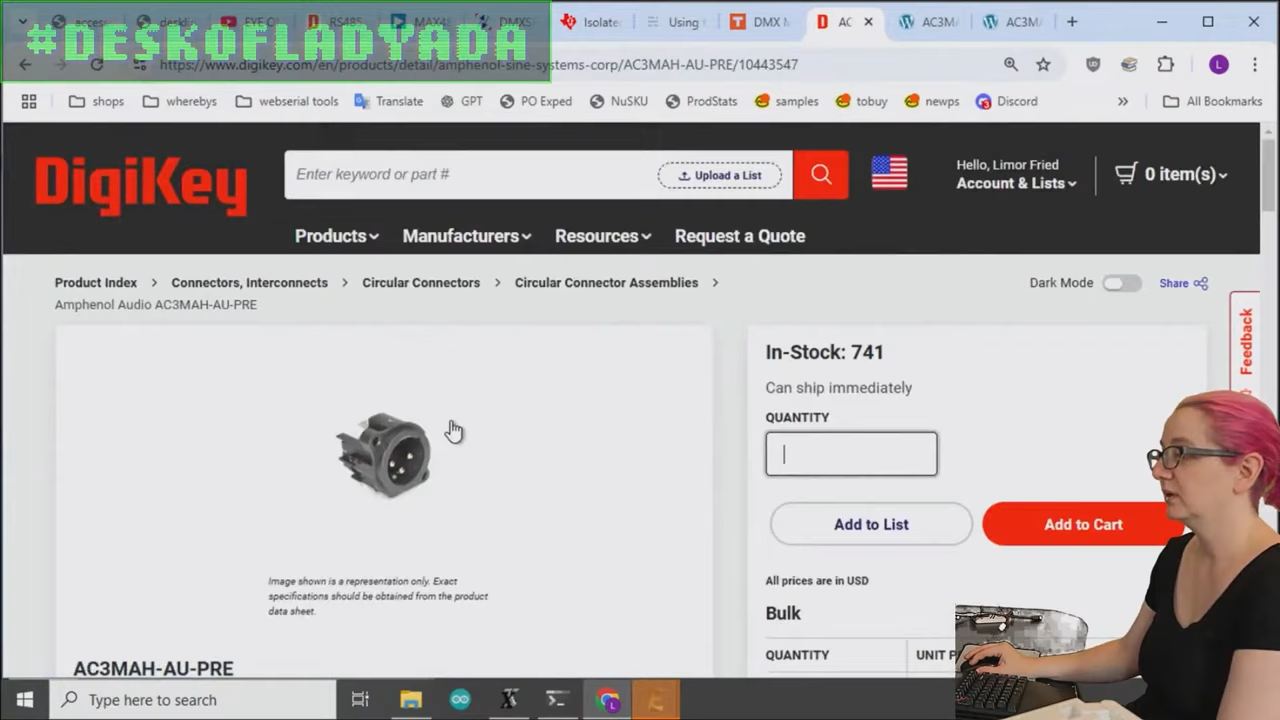 #DESKOFLADYADA
EYE
RS485
MAX48
DMXS
Isolate
Using
DMX M
AC
AC3M
AC3M
https://www.digikey.com/en/products/detail/amphenol-sine-systems-corp/AC3MAH-AU-PRE/10443547
L
shops
wherebys
webserial tools
Translate
GPT
PO Exped
NuSKU
ProdStats
samples
tobuy
newps
Discord
All Bookmarks
DigiKey
Enter keyword or part #
Upload a List
Hello, Limor Fried
Account & Lists
0 item(s)
Products
Manufacturers
Resources
Request a Quote
Product Index > Connectors, Interconnects > Circular Connectors > Circular Connector Assemblies >
Dark Mode
Share
Amphenol Audio AC3MAH-AU-PRE
Feedback
In-Stock: 741
Can ship immediately
QUANTITY
Add to List
Add to Cart
Image shown is a representation only. Exact
specifications should be obtained from the product
data sheet.
All prices are in USD
Bulk
QUANTITY
UNIT P
AC3MAH-AU-PRE
Type here to search